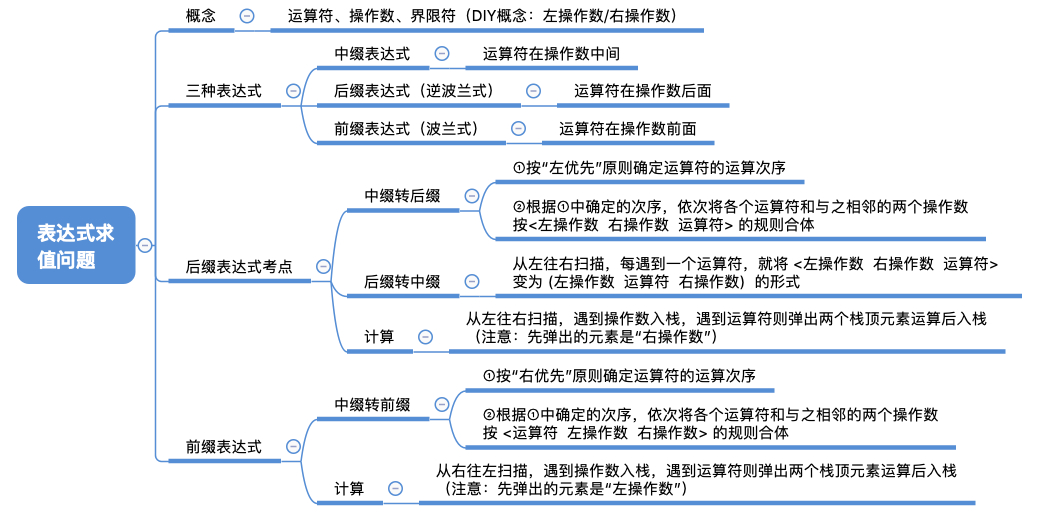 表达式求
值问题
概念
运算符、操作数、界限符（DIY概念：左操作数/右操作数）
三种表达式
中缀表达式
运算符在操作数中间
后缀表达式（逆波兰式）
运算符在操作数后面
前缀表达式（波兰式）
运算符在操作数前面
后缀表达式考点
中缀转后缀
①按“左优先”原则确定运算符的运算次序
②根据①中确定的次序，依次将各个运算符和与之相邻的两个操作数
按<左操作数 右操作数 运算符> 的规则合体
后缀转中缀
从左往右扫描，每遇到一个运算符，就将 <左操作数 右操作数 运算符>
变为 (左操作数 运算符 右操作数) 的形式
计算
从左往右扫描，遇到操作数入栈，遇到运算符则弹出两个栈顶元素运算后入栈
（注意：先弹出的元素是“右操作数”）
前缀表达式
中缀转前缀
①按“右优先”原则确定运算符的运算次序
②根据①中确定的次序，依次将各个运算符和与之相邻的两个操作数
按 <运算符 左操作数 右操作数> 的规则合体
计算
从右往左扫描，遇到操作数入栈，遇到运算符则弹出两个栈顶元素运算后入栈
（注意：先弹出的元素是“左操作数”）